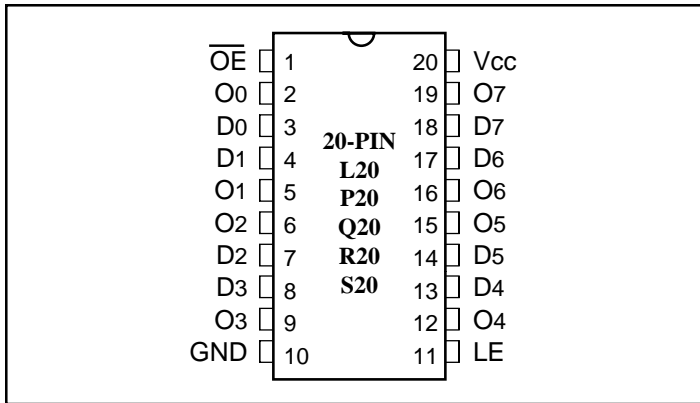 O̅E̅ 1 20 Vcc
O0 2 19 O7
D0 3 18 D7
20-PIN
D1 4 17 D6
L20
O1 5 16 O6
P20
O2 6 15 O5
Q20
D2 7 14 D5
R20
D3 8 13 D4
S20
O3 9 12 O4
GND 10 11 LE